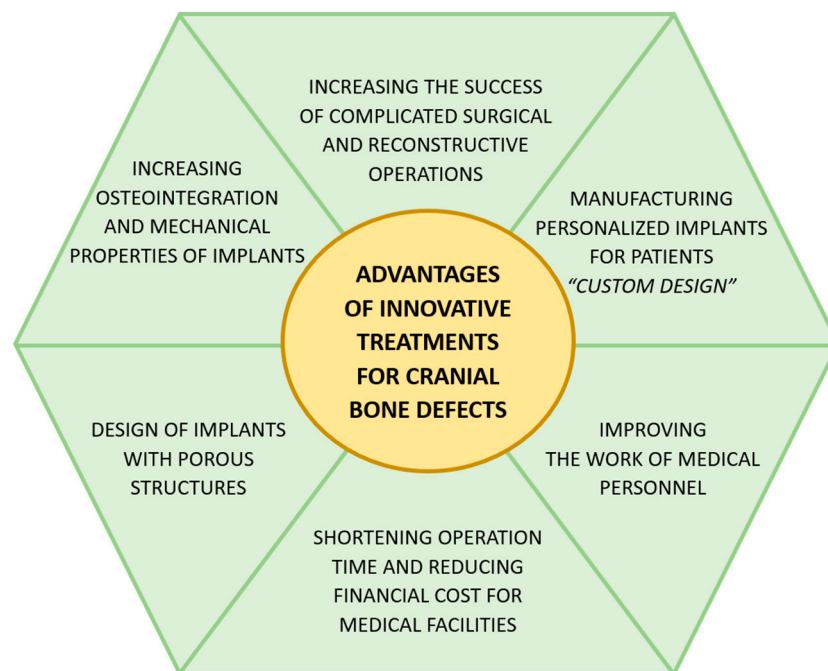 INCREASING THE SUCCESS
OF COMPLICATED SURGICAL
AND RECONSTRUCTIVE
OPERATIONS
INCREASING
OSTEOINTEGRATION
AND MECHANICAL
PROPERTIES OF IMPLANTS
MANUFACTURING
PERSONALIZED IMPLANTS
FOR PATIENTS
“CUSTOM DESIGN”
ADVANTAGES
OF INNOVATIVE
TREATMENTS
FOR CRANIAL
BONE DEFECTS
DESIGN OF IMPLANTS
WITH POROUS
STRUCTURES
IMPROVING
THE WORK OF MEDICAL
PERSONNEL
SHORTENING OPERATION
TIME AND REDUCING
FINANCIAL COST FOR
MEDICAL FACILITIES